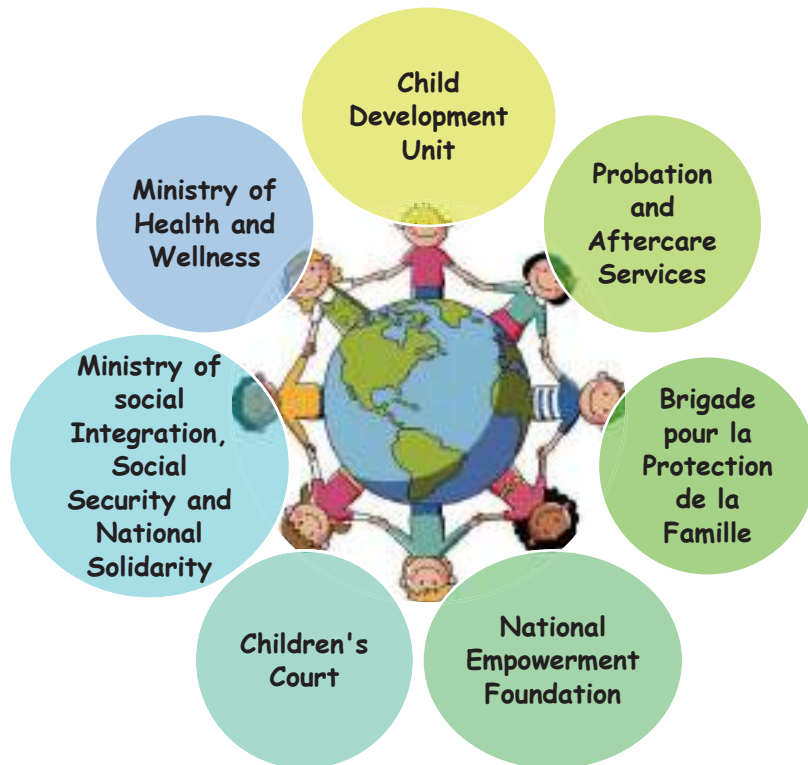 Child
Development
Unit
Probation
and
Aftercare
Services
Brigade
pour la
Protection
de la
Famille
National
Empowerment
Foundation
Children's
Court
Ministry of
social
Integration,
Social
Security and
National
Solidarity
Ministry of
Health and
Wellness